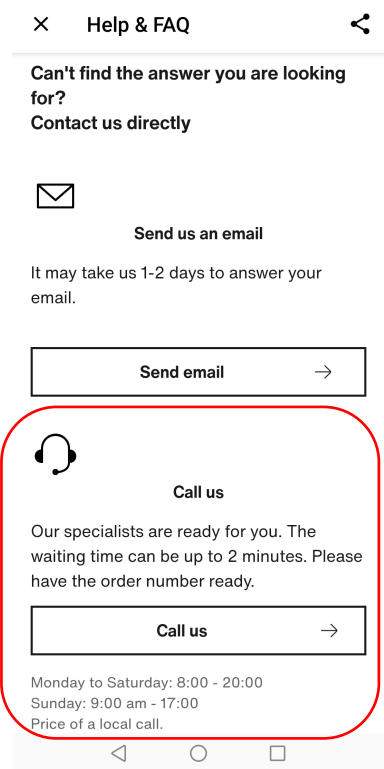 Help & FAQ
Can't find the answer you are looking
for?
Contact us directly
Send us an email
It may take us 1-2 days to answer your
email.
Send email
Call us
Our specialists are ready for you. The
waiting time can be up to 2 minutes. Please
have the order number ready.
Call us
Monday to Saturday: 8:00 - 20:00
Sunday: 9:00 am - 17:00
Price of a local call.